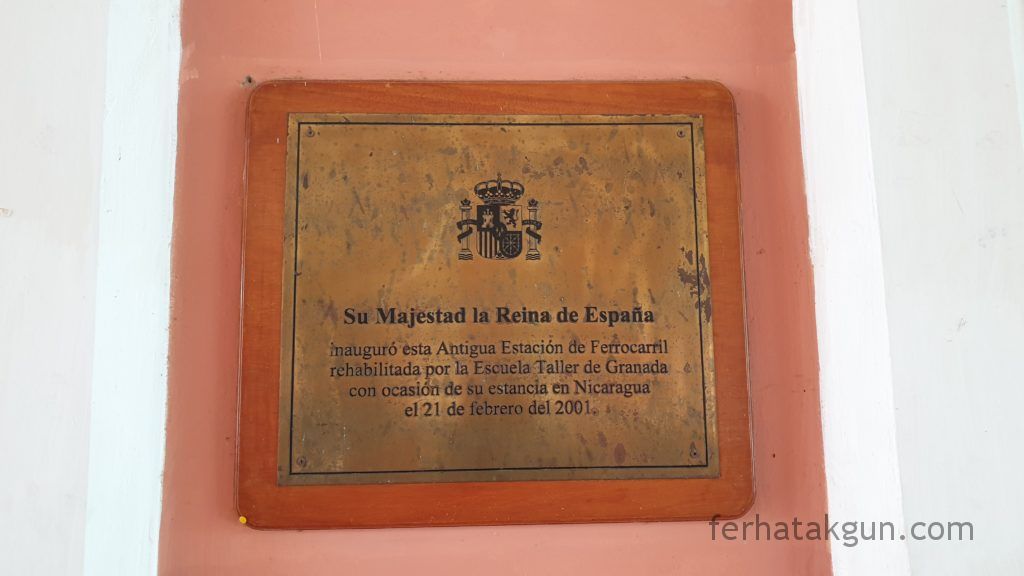 Su Majestad la Reina de España
inauguró esta Antigua Estación de Ferrocarril
rehabilitada por la Escuela Taller de Granada
con ocasión de su estancia en Nicaragua
el 21 de febrero del 2001.
ferhatakgun.com